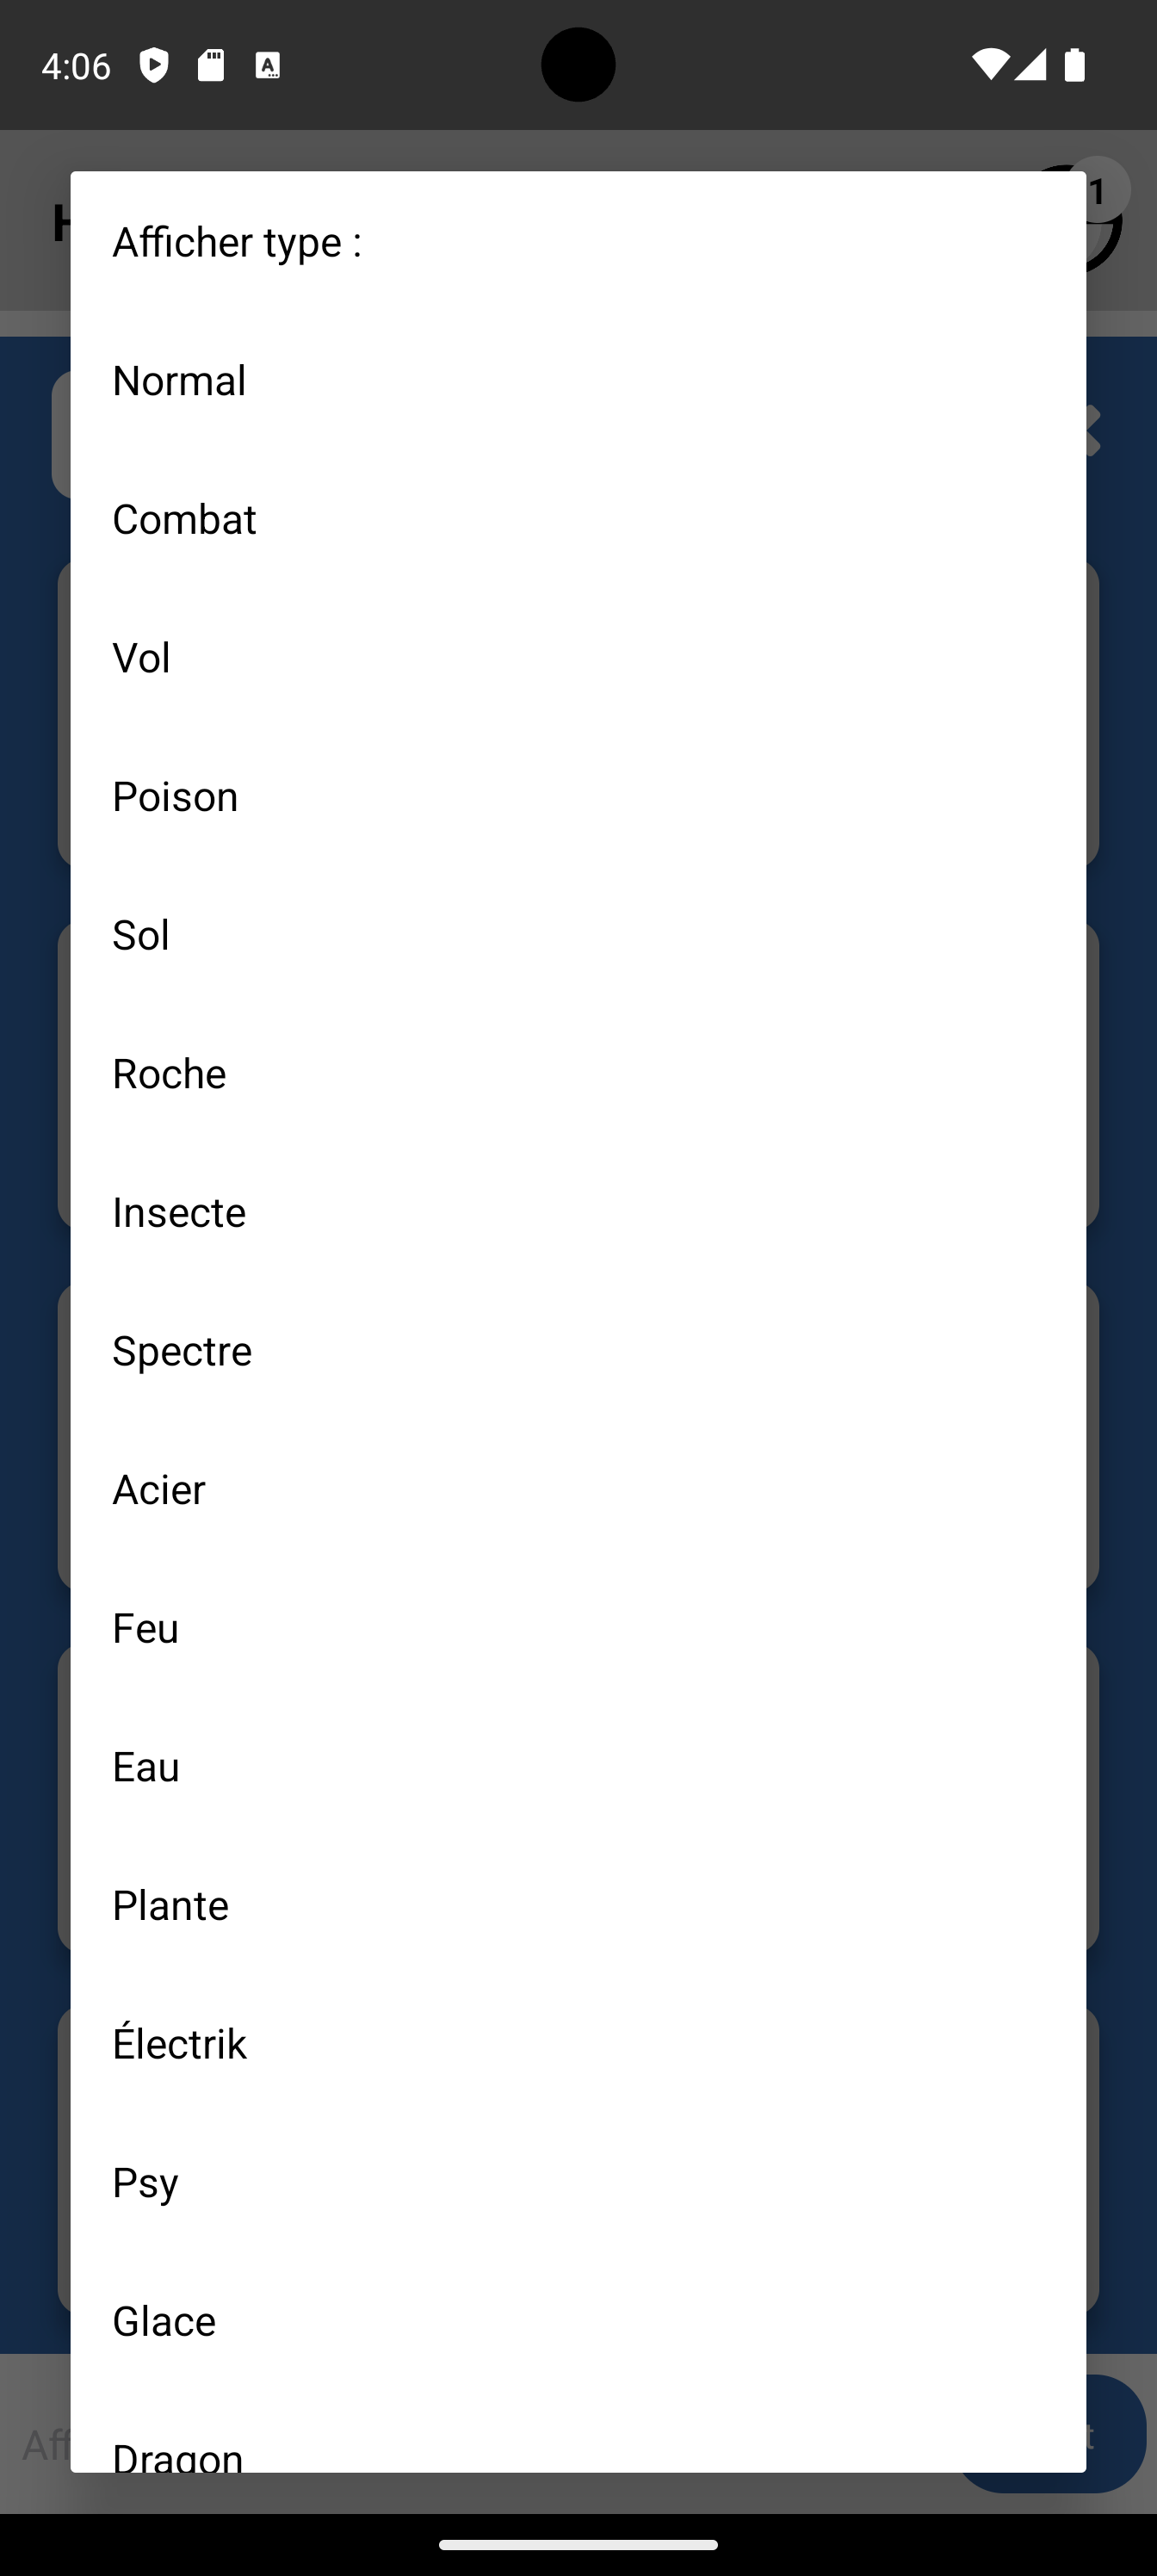 4:06
1
H
Afficher type :
Normal
Combat
Vol
Poison
Sol
Roche
Insecte
Spectre
Acier
Feu
Eau
Plante
Électrik
Psy
Glace
Dragon
Aff
t